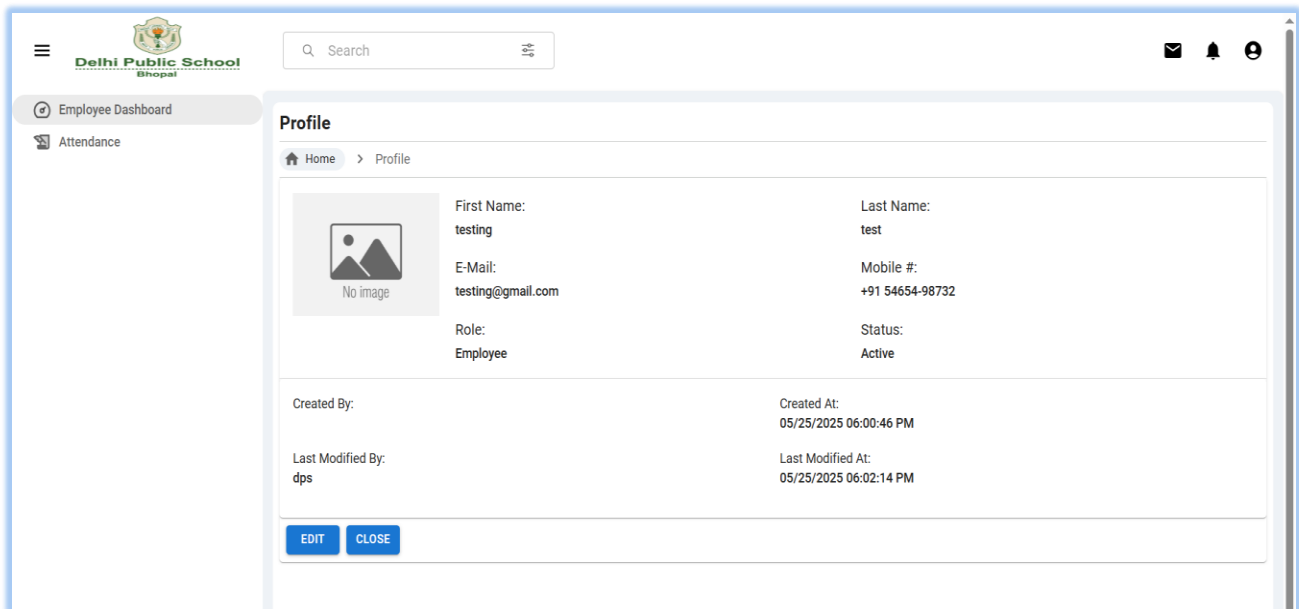 Delhi Public School
Bhopal
Search
Employee Dashboard
Attendance
Profile
Home > Profile
No image
First Name:
testing
Last Name:
test
E-Mail:
testing@gmail.com
Mobile #:
+91 54654-98732
Role:
Employee
Status:
Active
Created By:
Created At:
05/25/2025 06:00:46 PM
Last Modified By:
dps
Last Modified At:
05/25/2025 06:02:14 PM
EDIT
CLOSE